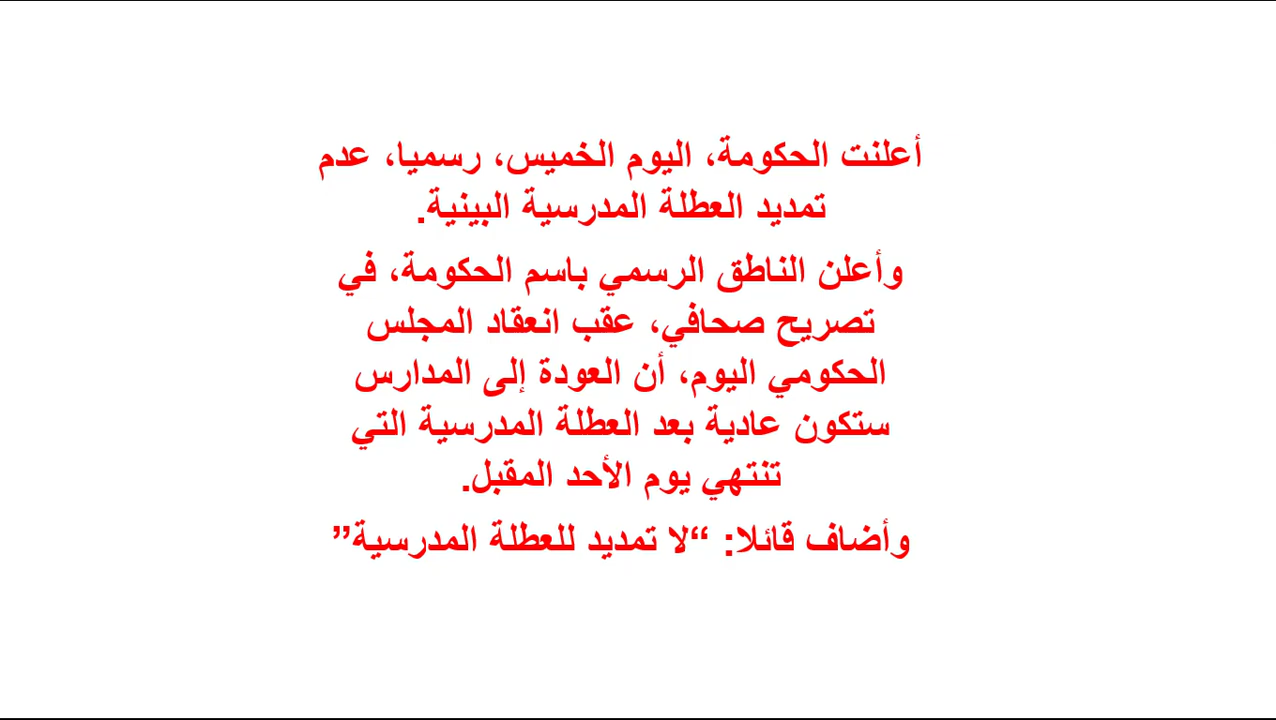 أعلنت الحكومة، اليوم الخميس، رسميا، عدم
تمديد العطلة المدرسية البينية.
وأعلن الناطق الرسمي باسم الحكومة، في
تصريح صحافي، عقب انعقاد المجلس
الحكومي اليوم، أن العودة إلى المدارس
ستكون عادية بعد العطلة المدرسية التي
تنتهي يوم الأحد المقبل.
وأضاف قائلا: “لا تمديد للعطلة المدرسية”